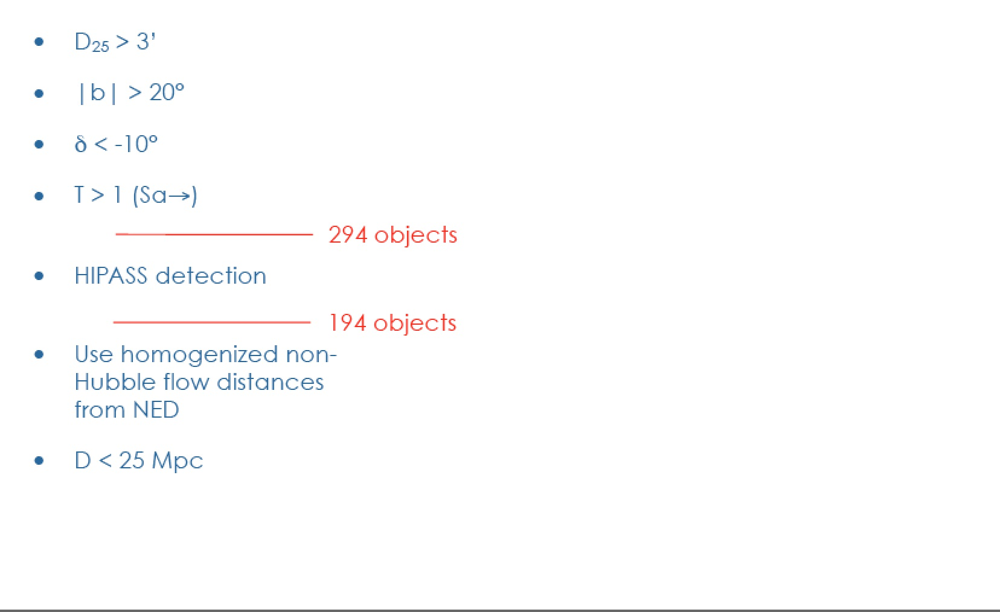 • D₂₅ > 3’
• |b| > 20°
• δ < -10°
• T > 1 (Sa→)
294 objects
• HIPASS detection
194 objects
• Use homogenized non-
Hubble flow distances
from NED
• D < 25 Mpc